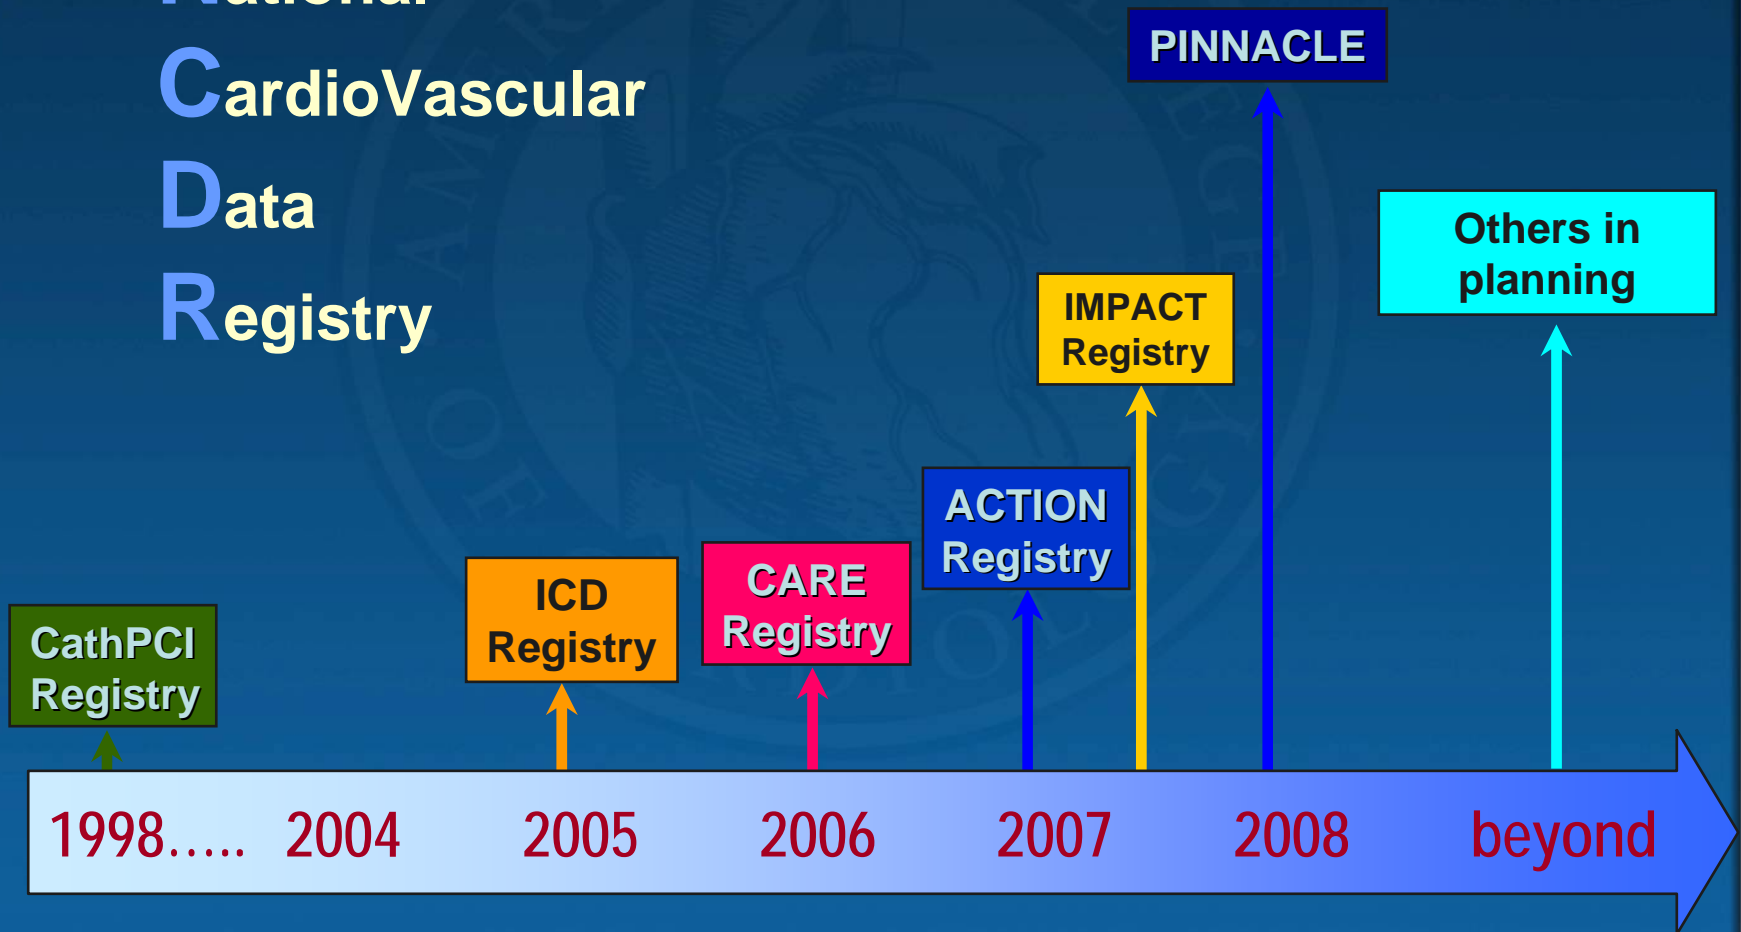 National
CardioVascular
Data
Registry
PINNACLE
Others in
planning
IMPACT
Registry
ACTION
Registry
CARE
Registry
ICD
Registry
CathPCI
Registry
1998..... 2004 2005 2006 2007 2008 beyond